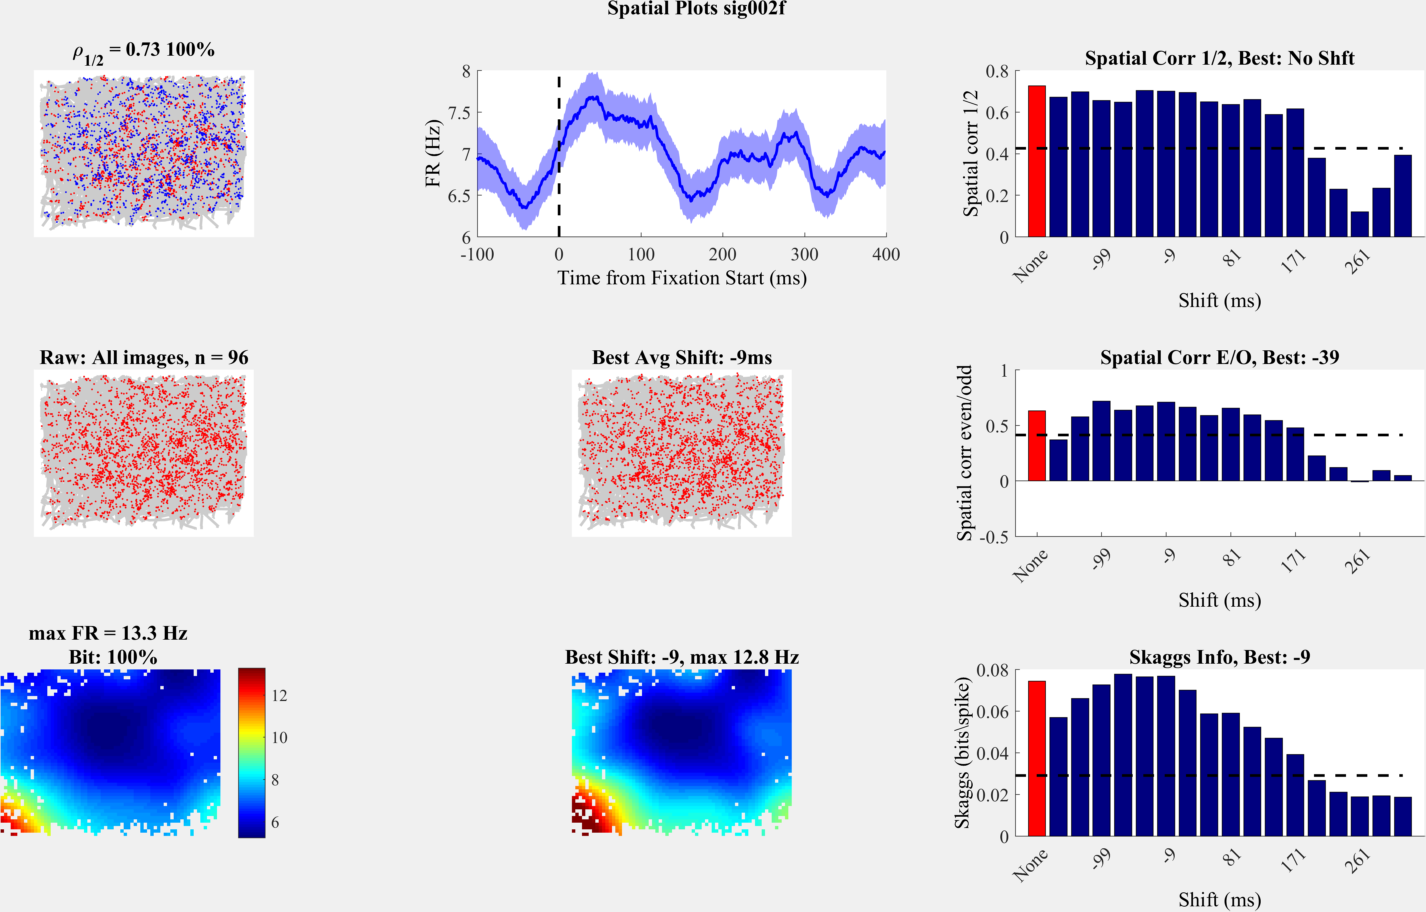 Spatial Plots sig002f
ρ1/2 = 0.73 100%
8
7.5
7
6.5
6
FR (Hz)
-100
0
100
200
300
400
Time from Fixation Start (ms)
Spatial Corr 1/2, Best: No Shft
0.8
0.6
0.4
0.2
0
Spatial corr 1/2
None
-99
-9
81
171
261
Shift (ms)
Raw: All images, n = 96
Best Avg Shift: -9ms
Spatial Corr E/O, Best: -39
1
0.5
0
-0.5
Spatial corr even/odd
None
-99
-9
81
171
261
Shift (ms)
max FR = 13.3 Hz
Bit: 100%
12
10
8
6
Best Shift: -9, max 12.8 Hz
Skaggs Info, Best: -9
0.08
0.06
0.04
0.02
0
Skaggs (bits\spike)
None
-99
-9
81
171
261
Shift (ms)